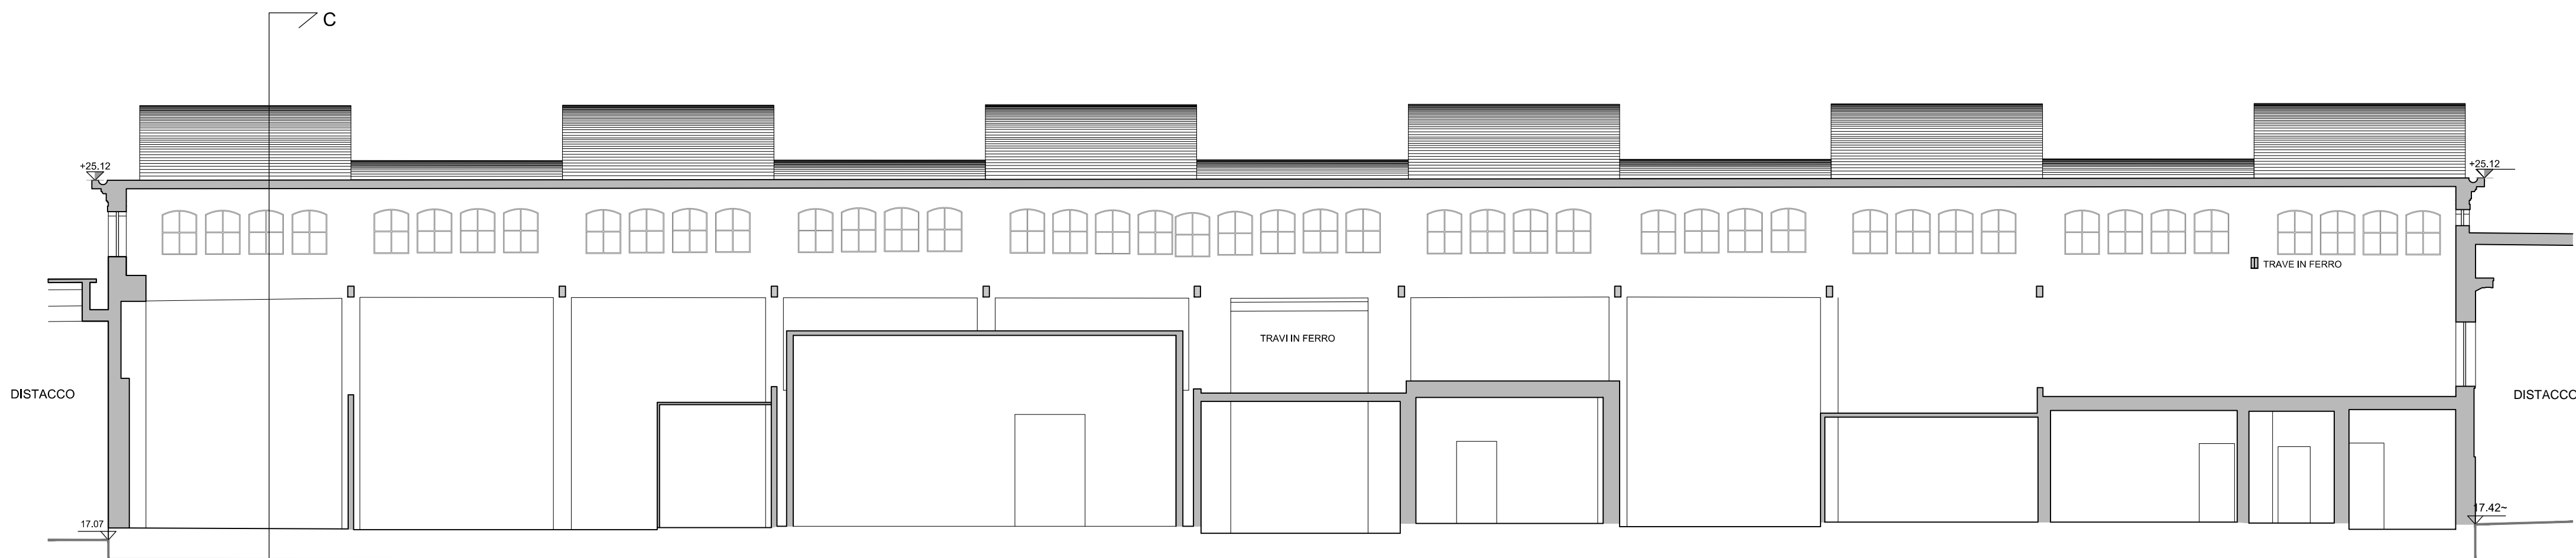 C
+25.12
+25.12
TRAVE IN FERRO
TRAVI IN FERRO
DISTACCO
DISTACCO
17.07
17.42~